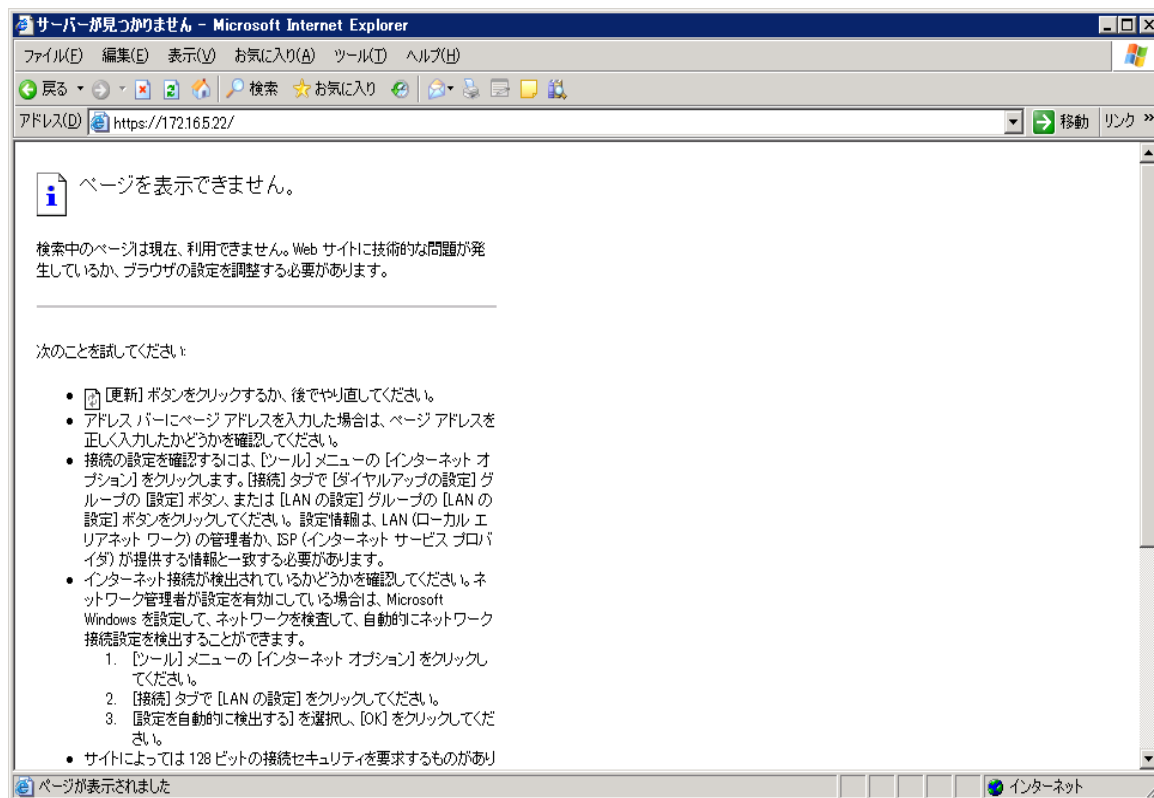 サーバーが見つかりません - Microsoft Internet Explorer
ファイル(F) 編集(E) 表示(V) お気に入り(A) ツール(T) ヘルプ(H)
戻る 検索 お気に入り
アドレス(D) https://172.16.5.22/ 移動 リンク »
ページを表示できません。
検索中のページは現在、利用できません。Web サイトに技術的な問題が発
生しているか、ブラウザの設定を調整する必要があります。
次のことを試してください:
● [更新] ボタンをクリックするか、後でやり直してください。
● アドレス バーにページ アドレスを入力した場合は、ページ アドレスを
正しく入力したかどうかを確認してください。
● 接続の設定を確認するには、[ツール] メニューの [インターネット オ
プション] をクリックします。[接続] タブで [ダイヤルアップの設定] グ
ループの [設定] ボタン、または [LAN の設定] グループの [LAN の
設定] ボタンをクリックしてください。 設定情報は、LAN (ローカル エ
リアネット ワーク) の管理者か、ISP (インターネット サービス プロバ
イダ) が提供する情報と一致する必要があります。
● インターネット接続が検出されているかどうかを確認してください。ネ
ットワーク管理者が設定を有効にしている場合は、Microsoft
Windows を設定して、ネットワークを検査して、自動的にネットワーク
接続設定を検出することができます。
1. [ツール] メニューの [インターネット オプション] をクリックし
てください。
2. [接続] タブで [LAN の設定] をクリックしてください。
3. [設定を自動的に検出する] を選択し、[OK] をクリックしてくだ
さい。
● サイトによっては 128 ビットの接続セキュリティを要求するものがあり
ページが表示されました インターネット